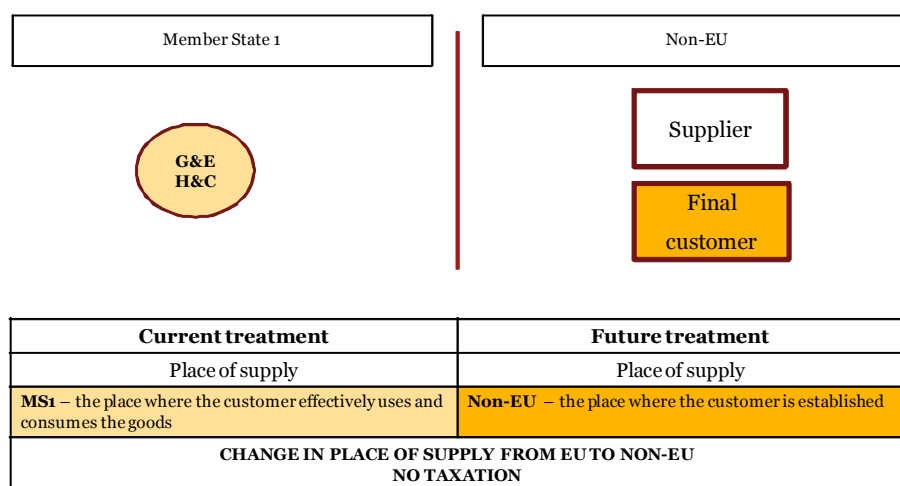 Member State 1
Non-EU
Supplier
G&E
H&C
Final
customer
Current treatment
Future treatment
Place of supply
Place of supply
MS1 – the place where the customer effectively uses and
consumes the goods
Non-EU – the place where the customer is established
CHANGE IN PLACE OF SUPPLY FROM EU TO NON-EU
NO TAXATION